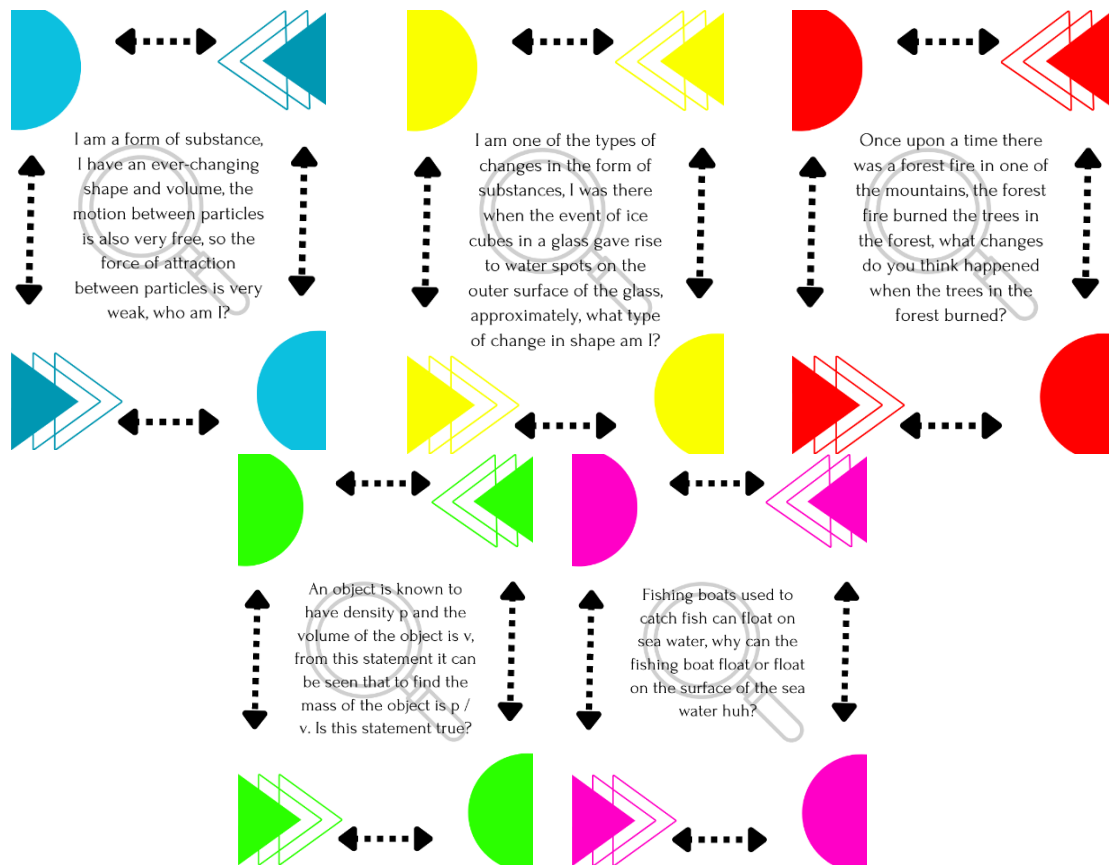 I am a form of substance,
I have an ever-changing
shape and volume, the
motion between particles
is also very free, so the
force of attraction
between particles is very
weak, who am I?
I am one of the types of
changes in the form of
substances, I was there
when the event of ice
cubes in a glass gave rise
to water spots on the
outer surface of the glass,
approximately, what type
of change in shape am I?
Once upon a time there
was a forest fire in one of
the mountains, the forest
fire burned the trees in
the forest, what changes
do you think happened
when the trees in the
forest burned?
An object is known to
have density p and the
volume of the object is v,
from this statement it can
be seen that to find the
mass of the object is p /
v. Is this statement true?
Fishing boats used to
catch fish can float on
sea water, why can the
fishing boat float or float
on the surface of the sea
water huh?